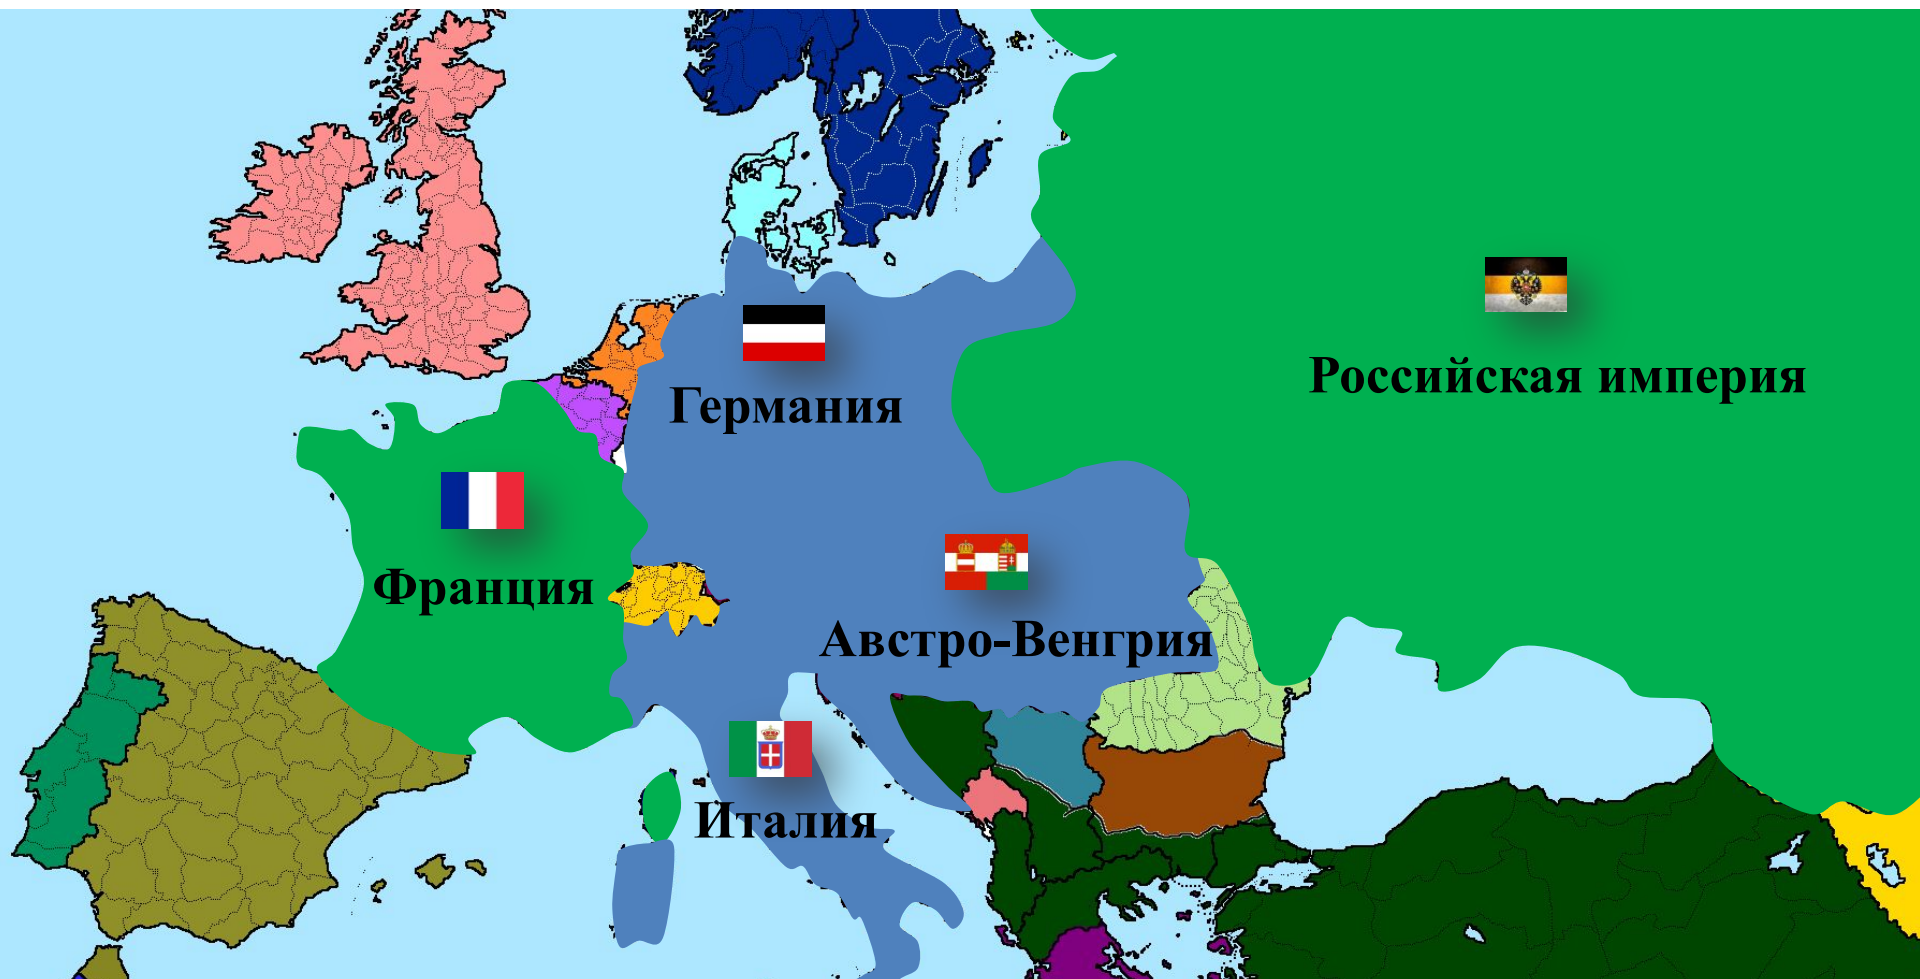 Российская империя
Германия
Франция
Австро-Венгрия
Италия